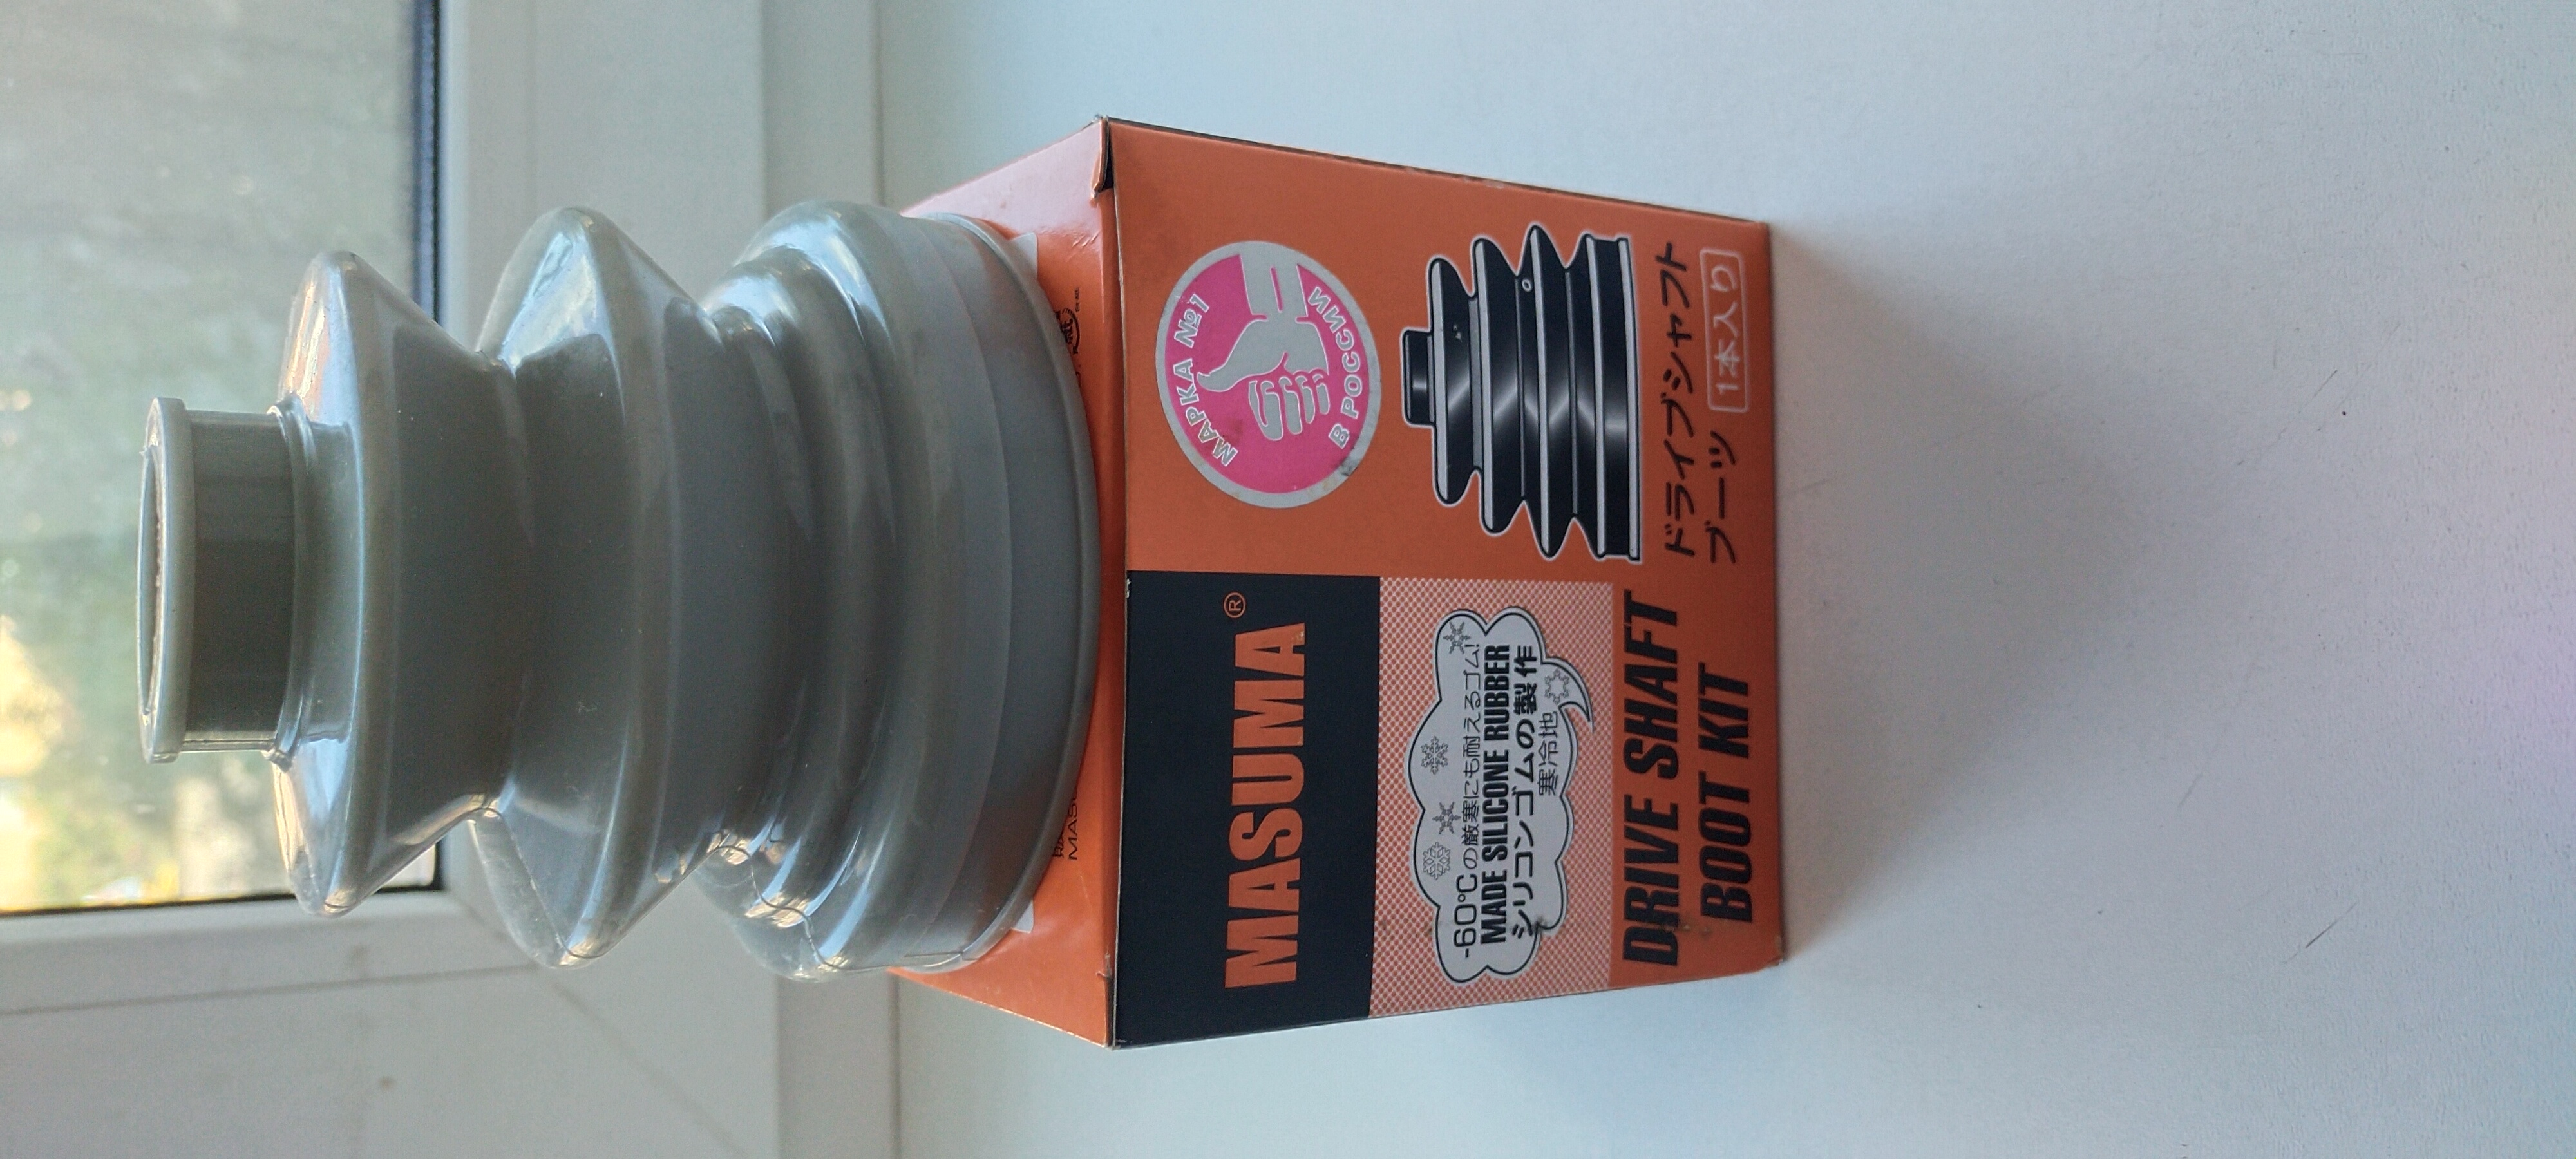 MASUMA®
МАРКА №1
В РОССИИ
-60℃の厳寒にも耐えるゴム!
MADE SILICONE RUBBER
シリコンゴムの製作
寒冷地。
DRIVE SHAFT
BOOT KIT
ドライブシャフト
ブーツ 1本入り